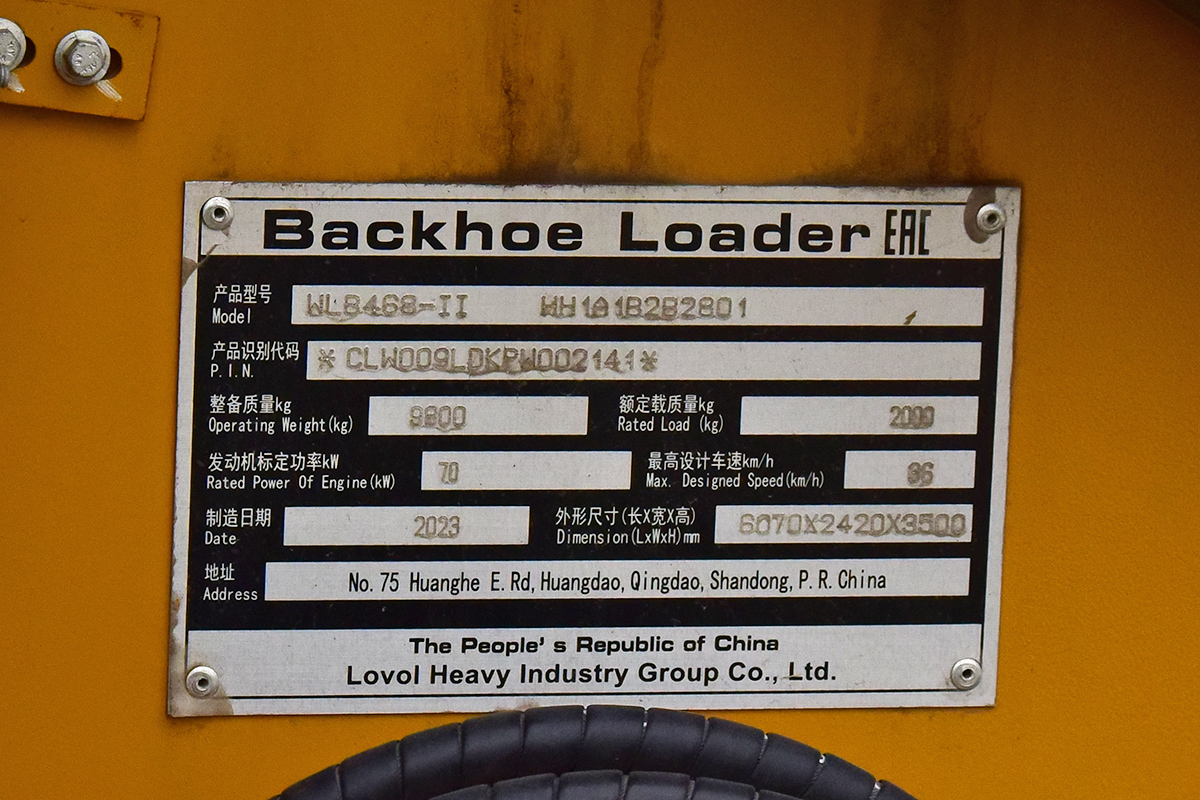 Backhoe Loader EAC
产品型号
Model WLB468-II WH1A1B2B2801
产品识别代码
P.I.N. *CLW009LDKPW002141*
整备质量kg 额定载质量kg
Operating Weight(kg) Rated Load (kg) 2000
发动机标定功率kW 最高设计车速km/h
Rated Power Of Engine(kW) 70 Max. Designed Speed(km/h)
制造日期 外形尺寸(长X宽X高)
Date 2023 Dimension(LxWxH)mm 6070X2420X3500
地址
Address No. 75 Huanghe E. Rd, Huangdao, Qingdao, Shandong, P. R. China
The People's Republic of China
Lovol Heavy Industry Group Co., Ltd.